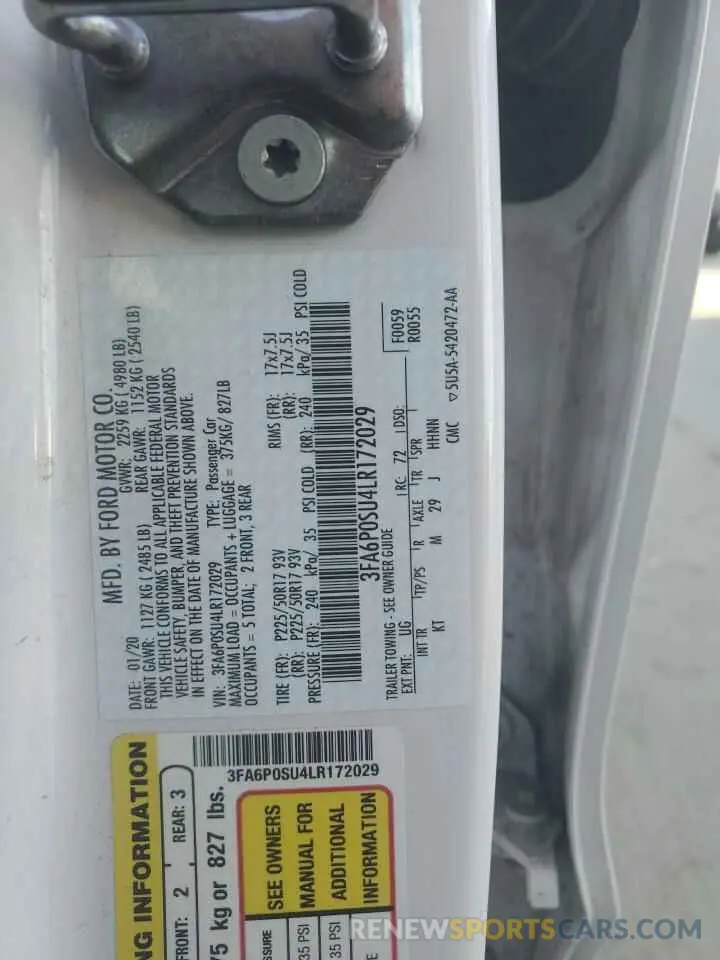 MFD. BY FORD MOTOR CO.
DATE: 01/20 GVWR: 2259 KG ( 4980 LB)
FRONT GAWR: 1127 KG ( 2485 LB) REAR GAWR: 1152 KG ( 2540 LB)
THIS VEHICLE CONFORMS TO ALL APPLICABLE FEDERAL MOTOR
VEHICLE SAFETY, BUMPER, AND THEFT PREVENTION STANDARDS
IN EFFECT ON THE DATE OF MANUFACTURE SHOWN ABOVE.
VIN: 3FA6P0SU4LR172029 TYPE: Passenger Car
MAXIMUM LOAD = OCCUPANTS + LUGGAGE = 375KG/ 827LB
OCCUPANTS = 5 TOTAL; 2 FRONT, 3 REAR
TIRE (FR): P225/50R17 93V RIMS (FR): 17x7.5J
(RR): P225/50R17 93V (RR): 17x7.5J
PRESSURE (FR): 240 kPa/ 35 PSI COLD (RR): 240 kPa/ 35 PSI COLD
3FA6P0SU4LR172029
TRAILER TOWING - SEE OWNER GUIDE
F0059
R0055
EXT PNT: UG RC: 72 DSO:
INT TR TP/PS R AXLE TR SPR
KT M 29 J HHNN
CMC ▽ 5U5A-5420472-AA
3FA6P0SU4LR172029
NG INFORMATION
FRONT: 2 REAR: 3
75 kg or 827 lbs.
SEE OWNERS
MANUAL FOR
ADDITIONAL
INFORMATION
SSURE
35 PSI
35 PSI
E
RENEWSPORTSCARS.COM